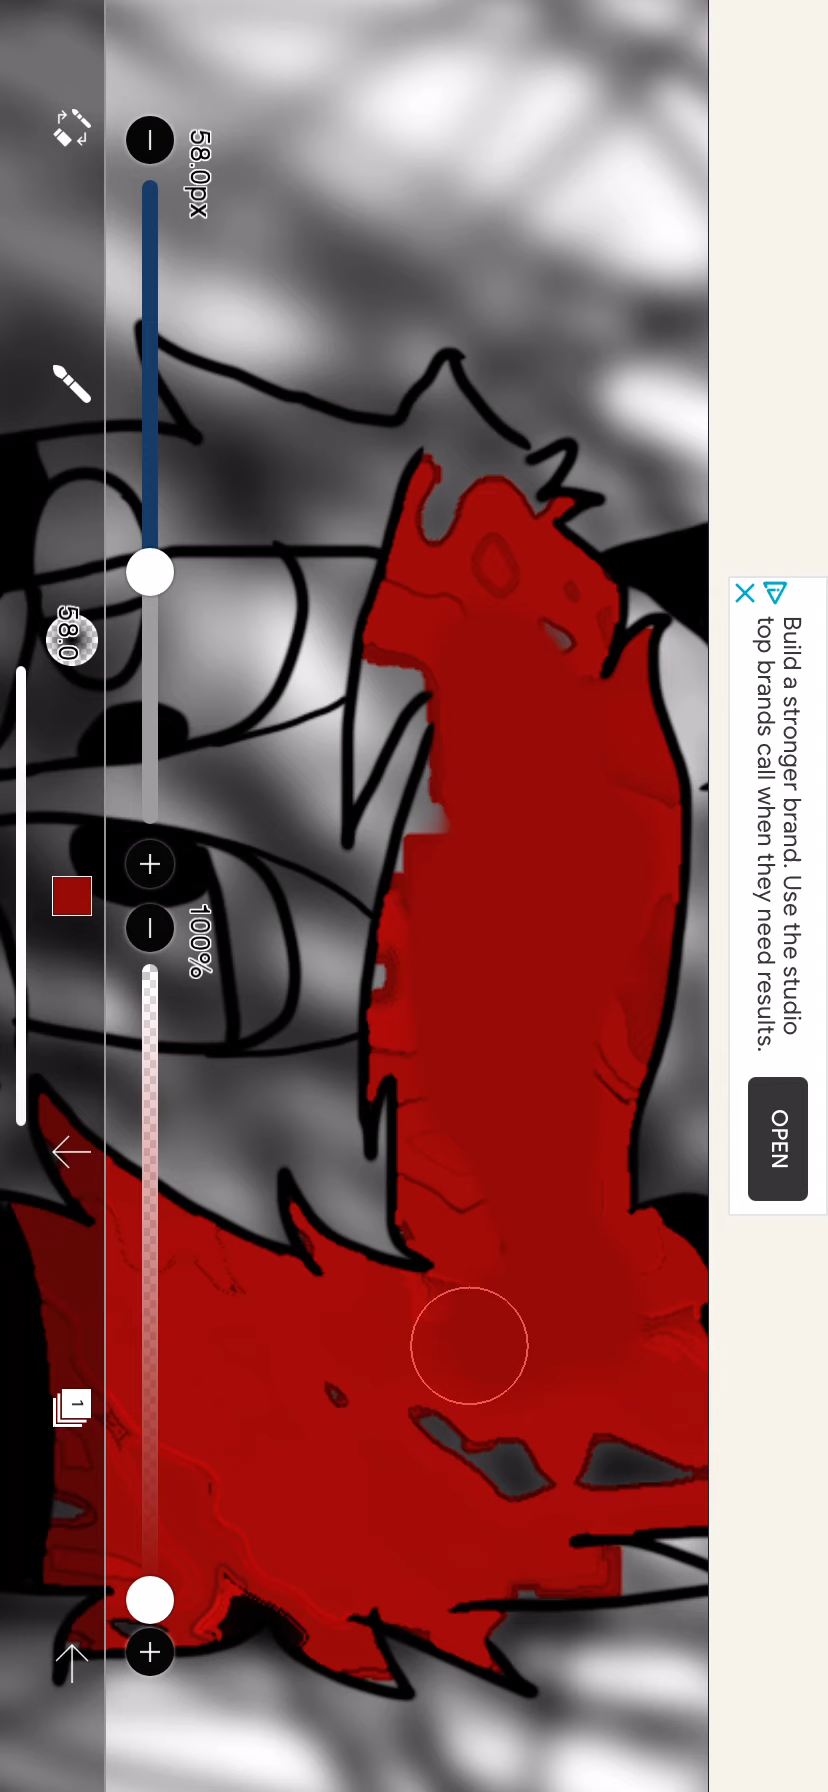 58.0px
100%
58.0
1
Build a stronger brand. Use the studio
top brands call when they need results.
OPEN